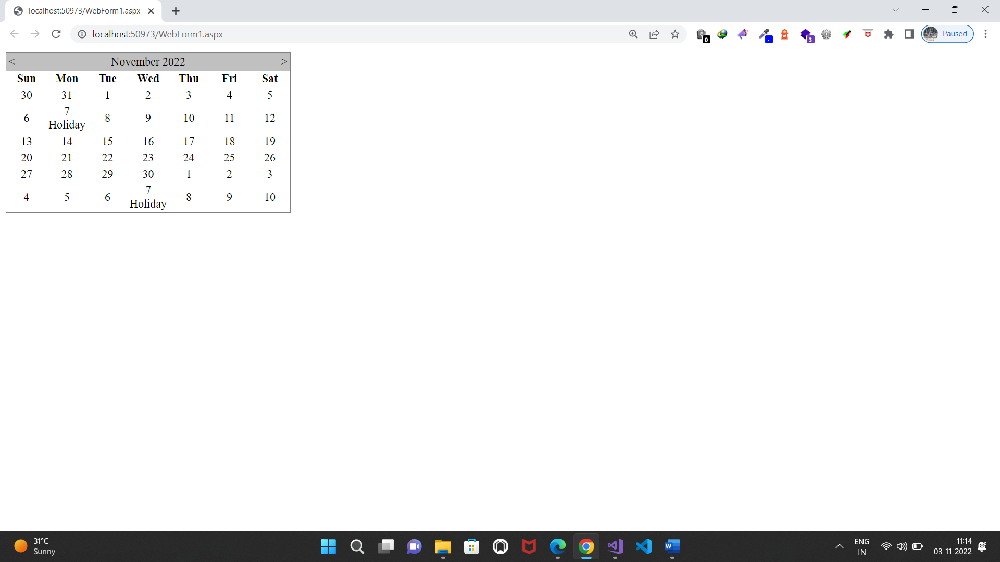 localhost:50973/WebForm1.aspx
localhost:50973/WebForm1.aspx
0
3
Paused
< November 2022 >
Sun Mon Tue Wed Thu Fri Sat
30 31 1 2 3 4 5
6 7 Holiday 8 9 10 11 12
13 14 15 16 17 18 19
20 21 22 23 24 25 26
27 28 29 30 1 2 3
4 5 6 7 Holiday 8 9 10
31°C
Sunny
ENG
IN
11:14
03-11-2022